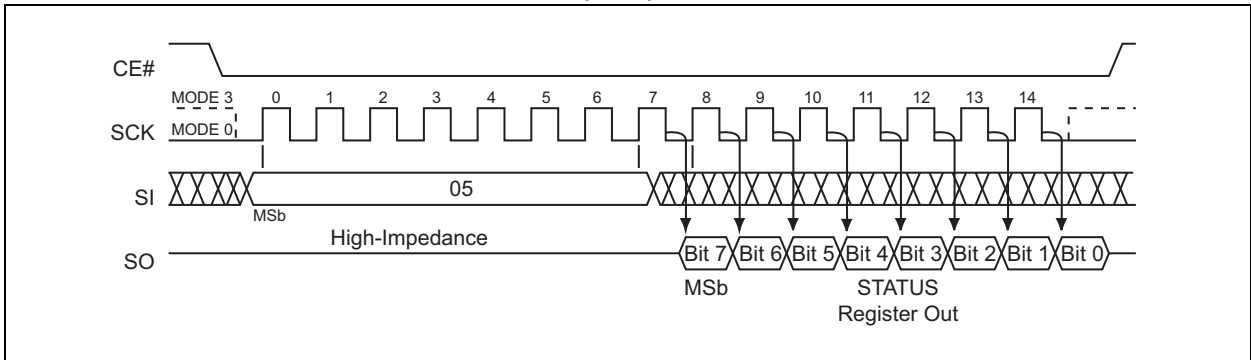 CE#
MODE 3 0 1 2 3 4 5 6 7 8 9 10 11 12 13 14
SCK MODE 0
SI 05
MSb
High-Impedance
SO Bit 7 Bit 6 Bit 5 Bit 4 Bit 3 Bit 2 Bit 1 Bit 0
MSb STATUS
Register Out